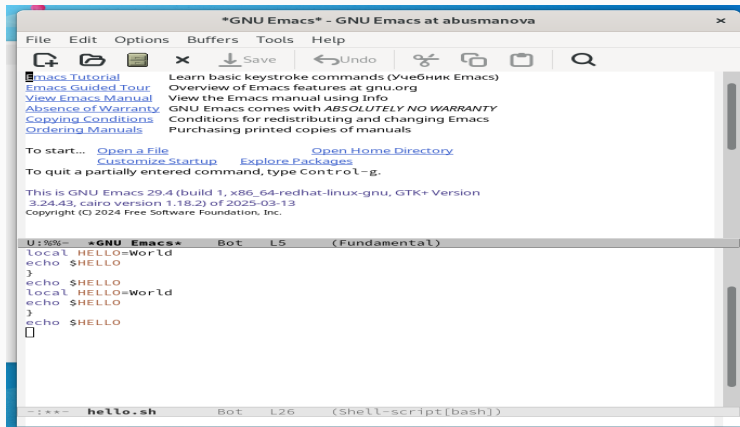 *GNU Emacs* - GNU Emacs at abusmanova
File Edit Options Buffers Tools Help
Save Undo
Emacs Tutorial Learn basic keystroke commands (Учебник Emacs)
Emacs Guided Tour Overview of Emacs features at gnu.org
View Emacs Manual View the Emacs manual using Info
Absence of Warranty GNU Emacs comes with ABSOLUTELY NO WARRANTY
Copying Conditions Conditions for redistributing and changing Emacs
Ordering Manuals Purchasing printed copies of manuals
To start... Open a File Open Home Directory
Customize Startup Explore Packages
To quit a partially entered command, type Control-g.
This is GNU Emacs 29.4 (build 1, x86_64-redhat-linux-gnu, GTK+ Version
3.24.43, cairo version 1.18.2) of 2025-03-13
Copyright (C) 2024 Free Software Foundation, Inc.
U:%%- *GNU Emacs* Bot L5 (Fundamental)
local HELLO=World
echo $HELLO
}
echo $HELLO
local HELLO=World
echo $HELLO
}
echo $HELLO
-:**- hello.sh Bot L26 (Shell-script[bash])